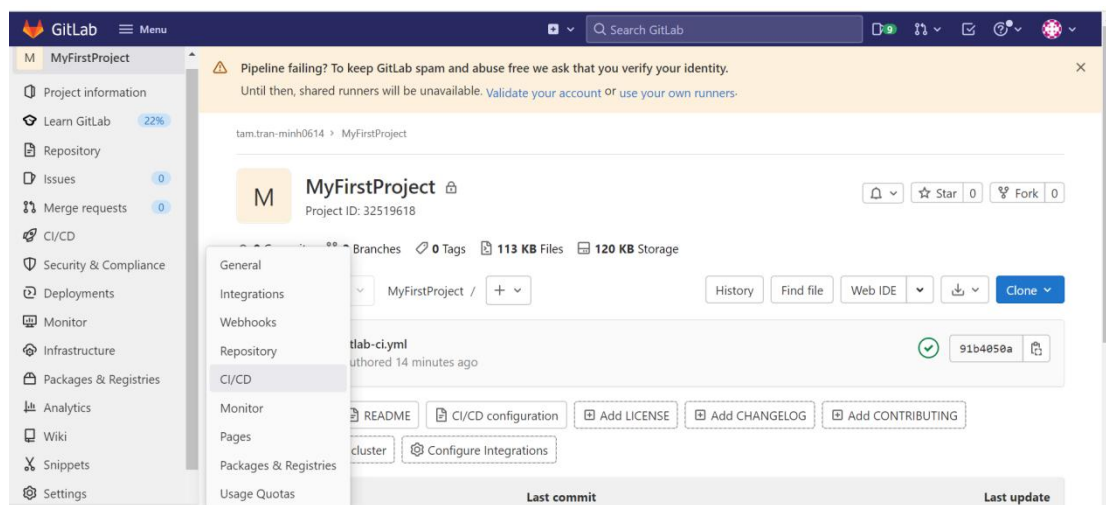 GitLab Menu Search GitLab 9
M MyFirstProject
Project information
Learn GitLab 22%
Repository
Issues 0
Merge requests 0
CI/CD
Security & Compliance
Deployments
Monitor
Infrastructure
Packages & Registries
Analytics
Wiki
Snippets
Settings
General
Integrations
Webhooks
Repository
CI/CD
Monitor
Pages
Packages & Registries
Usage Quotas
Pipeline failing? To keep GitLab spam and abuse free we ask that you verify your identity.
Until then, shared runners will be unavailable. Validate your account or use your own runners.
tam.tran-minh0614 > MyFirstProject
M MyFirstProject
Project ID: 32519618
Star 0 Fork 0
Branches 0 Tags 113 KB Files 120 KB Storage
MyFirstProject / + History Find file Web IDE Clone
tlab-ci.yml
uthored 14 minutes ago
91b4050a
README CI/CD configuration Add LICENSE Add CHANGELOG Add CONTRIBUTING
cluster Configure Integrations
Last commit Last update